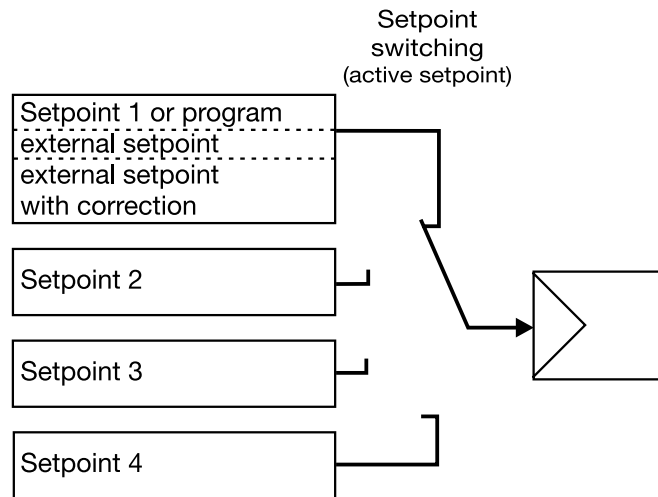 Setpoint
switching
(active setpoint)
Setpoint 1 or program
external setpoint
external setpoint
with correction
Setpoint 2
Setpoint 3
Setpoint 4